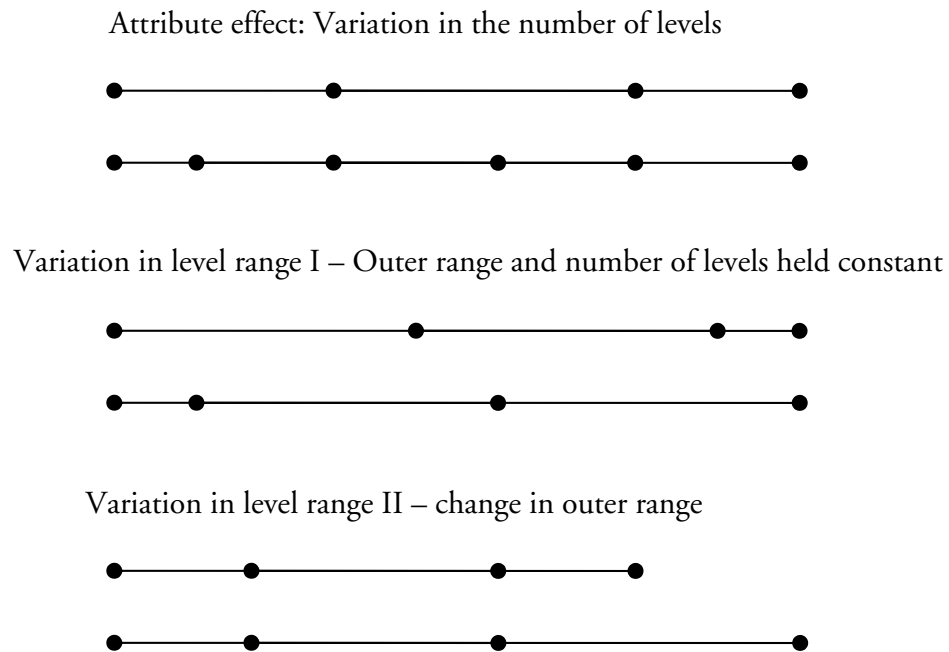 Attribute effect: Variation in the number of levels
Variation in level range I – Outer range and number of levels held constant
Variation in level range II – change in outer range